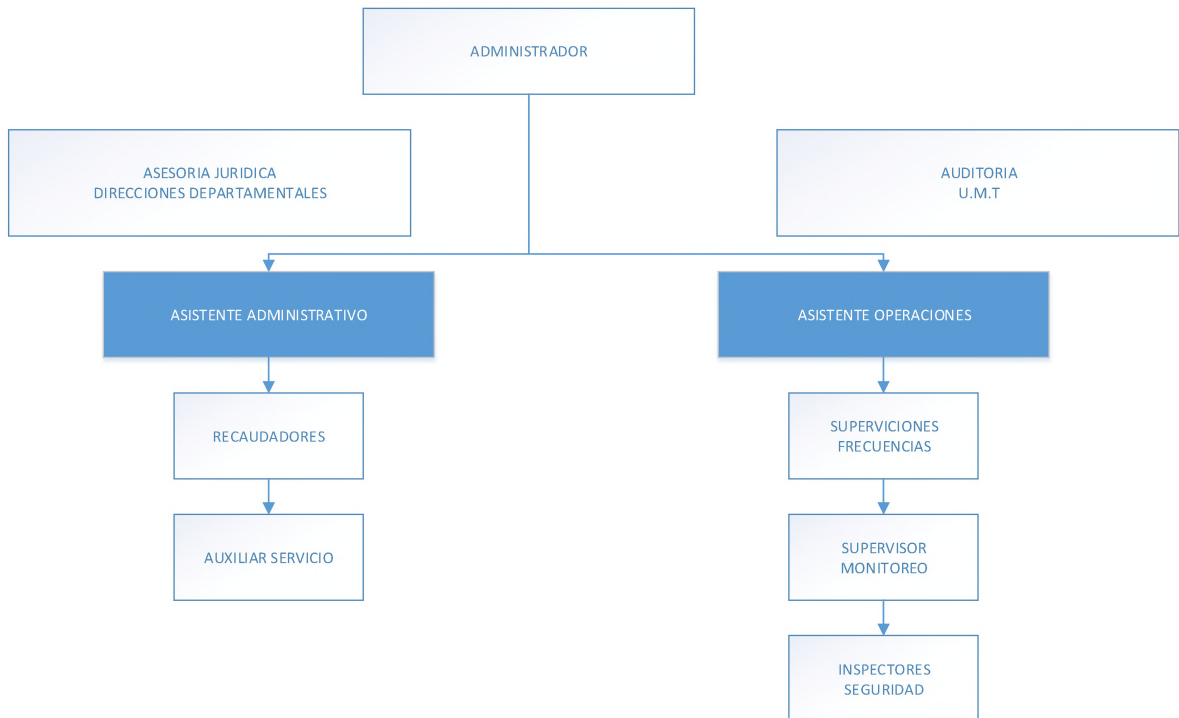 ADMINISTRADOR
ASESORIA JURIDICA
DIRECCIONES DEPARTAMENTALES
AUDITORIA
U.M.T
ASISTENTE ADMINISTRATIVO
ASISTENTE OPERACIONES
RECAUDADORES
SUPERVICIONES
FRECUENCIAS
AUXILIAR SERVICIO
SUPERVISOR
MONITOREO
INSPECTORES
SEGURIDAD